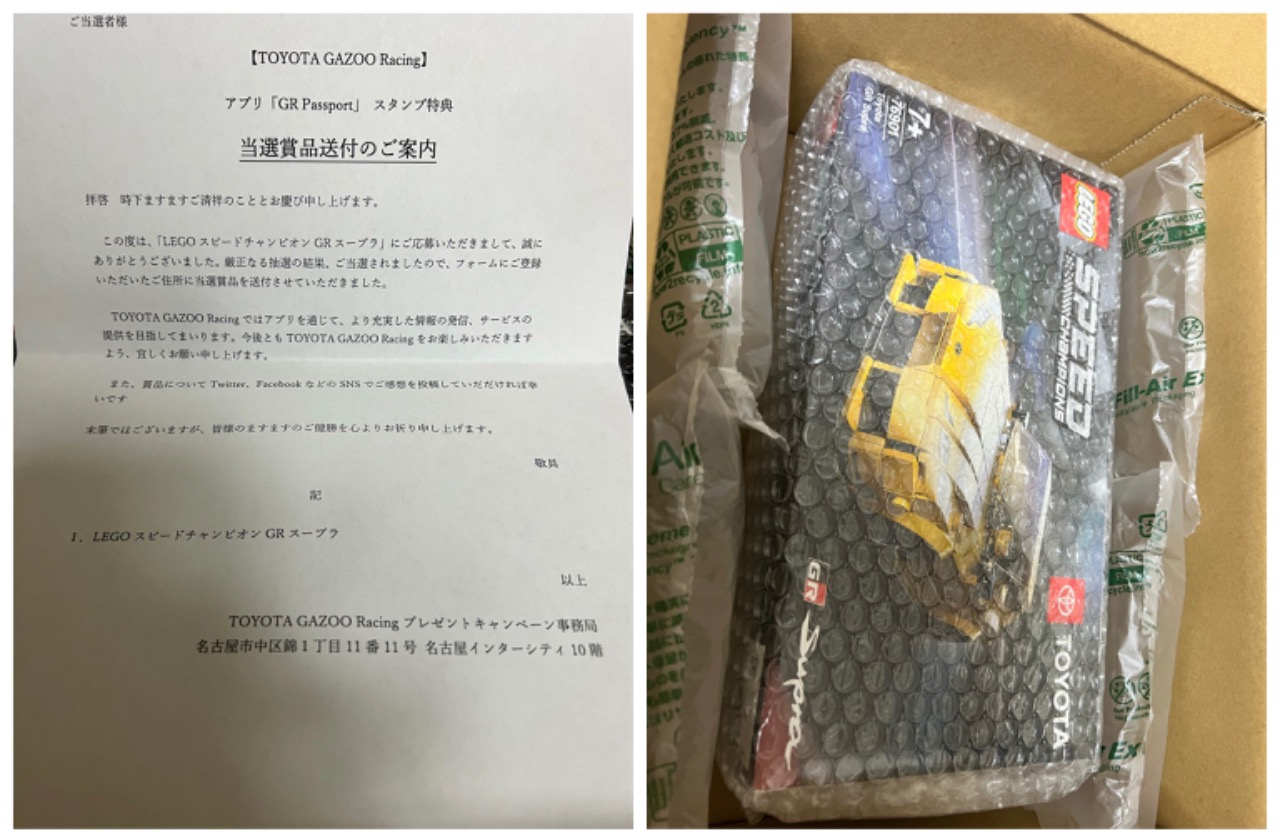 ご当選者様
【TOYOTA GAZOO Racing】
アプリ「GR Passport」 スタンプ特典
当選賞品送付のご案内
拝啓 時下ますますご清祥のこととお慶び申し上げます。
この度は、「LEGO スピードチャンピオン GR スープラ」にご応募いただきまして、誠に
ありがとうございました。厳正なる抽選の結果、ご当選されましたので、フォームにご登録
いただいたご住所に当選賞品を送付させていただきました。
TOYOTA GAZOO Racing ではアプリを通じて、より充実した情報の発信、サービスの
提供を目指してまいります。今後とも TOYOTA GAZOO Racing をお楽しみいただきます
よう、宜しくお願い申し上げます。
また、賞品について Twitter、Facebook などの SNS でご感想を投稿していただければ幸
いです
末筆ではございますが、皆様のますますのご健勝を心よりお祈り申し上げます。
敬具
記
1. LEGO スピードチャンピオン GR スープラ
以上
TOYOTA GAZOO Racing プレゼントキャンペーン事務局
名古屋市中区錦 1 丁目 11 番 11 号 名古屋インターシティ 10 階
7+
76901
Toyota
GR Supra
LEGO
SPEED
CHAMPIONS
GR Supra
TOYOTA
PLASTIC
FILM
Fill-Air